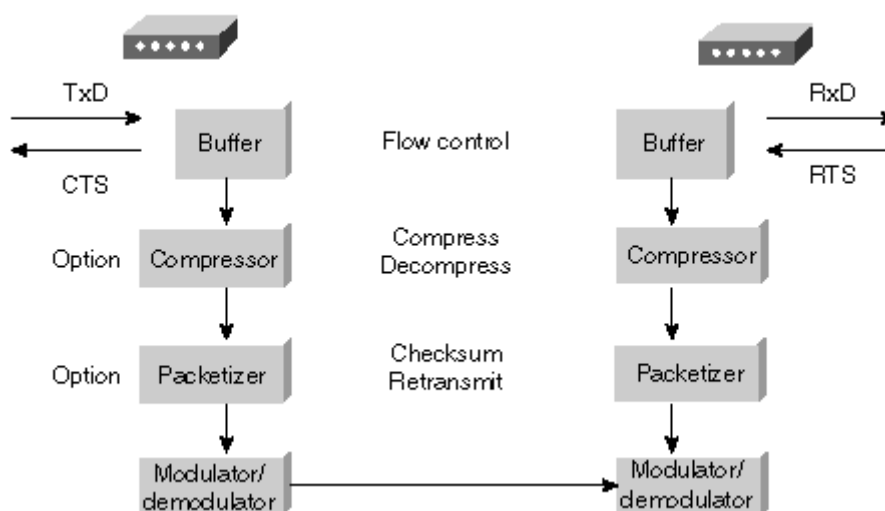 TxD
RxD
Buffer
Flow control
Buffer
CTS
RTS
Option
Compressor
Compress
Decompress
Compressor
Option
Packetizer
Checksum
Retransmit
Packetizer
Modulator/
demodulator
Modulator/
demodulator